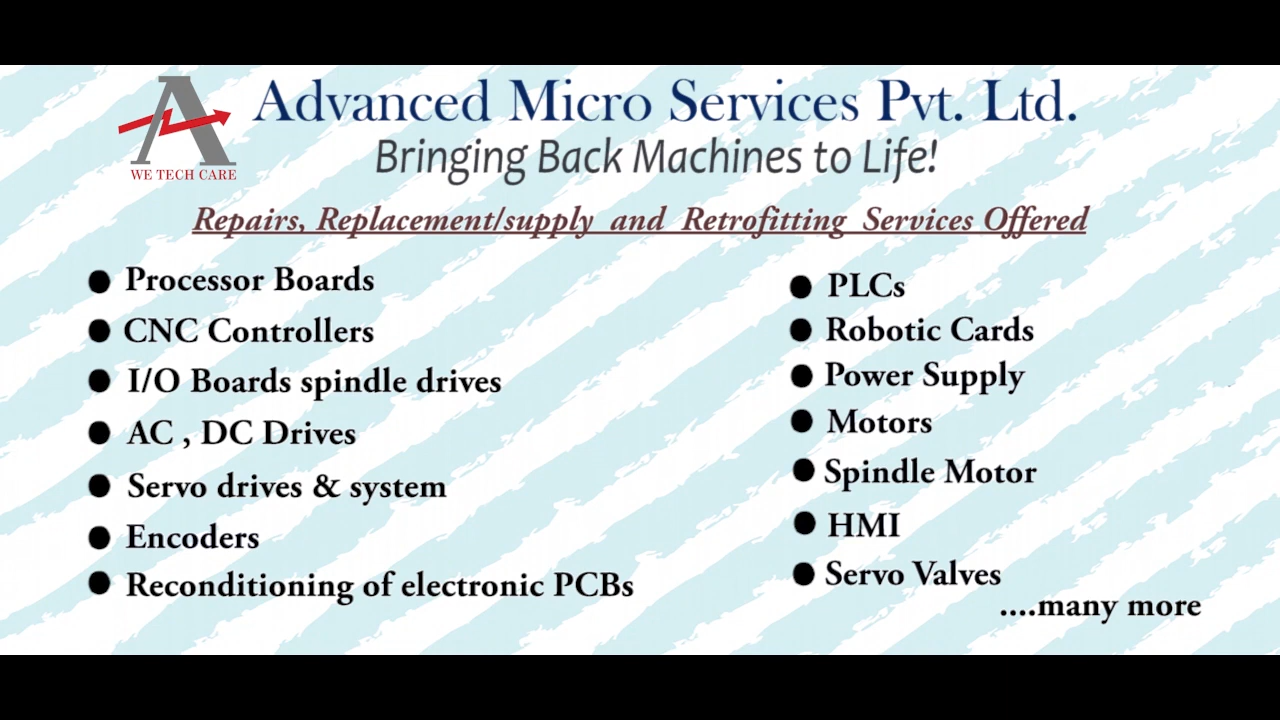 Advanced Micro Services Pvt. Ltd.
Bringing Back Machines to Life!
WE TECH CARE
Repairs, Replacement/supply and Retrofitting Services Offered
● Processor Boards
● CNC Controllers
● I/O Boards spindle drives
● AC , DC Drives
● Servo drives & system
● Encoders
● Reconditioning of electronic PCBs
● PLCs
● Robotic Cards
● Power Supply
● Motors
● Spindle Motor
● HMI
● Servo Valves
....many more